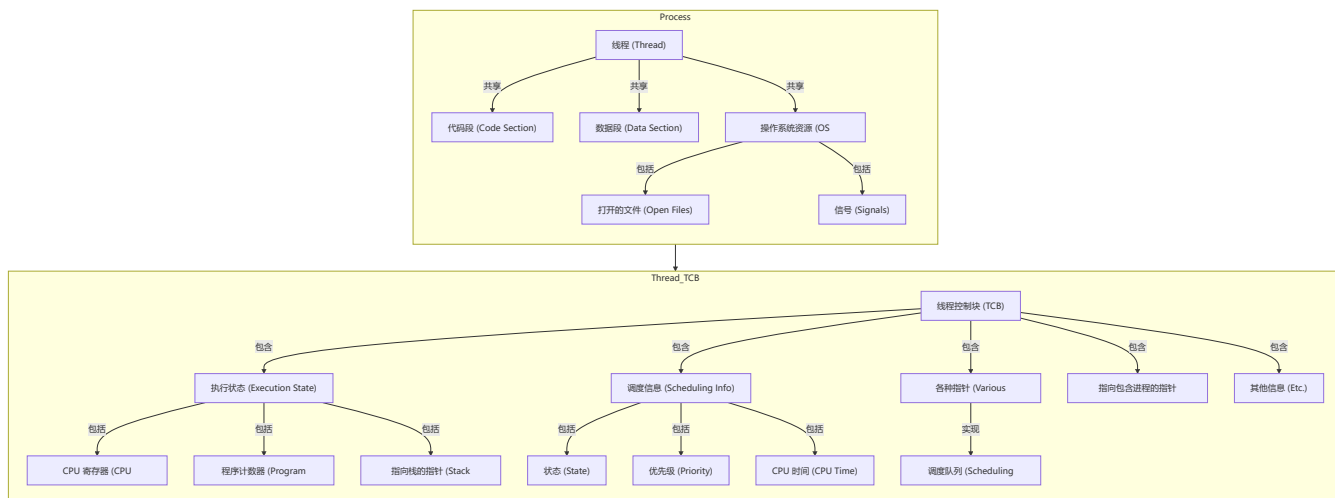 Process
线程 (Thread)
共享
共享
共享
代码段 (Code Section)
数据段 (Data Section)
操作系统资源 (OS
包括
包括
打开的文件 (Open Files)
信号 (Signals)
Thread_TCB
线程控制块 (TCB)
包含
包含
包含
包含
包含
执行状态 (Execution State)
调度信息 (Scheduling Info)
各种指针 (Various
指向包含进程的指针
其他信息 (Etc.)
包括
包括
包括
包括
包括
包括
实现
CPU 寄存器 (CPU
程序计数器 (Program
指向栈的指针 (Stack
状态 (State)
优先级 (Priority)
CPU 时间 (CPU Time)
调度队列 (Scheduling